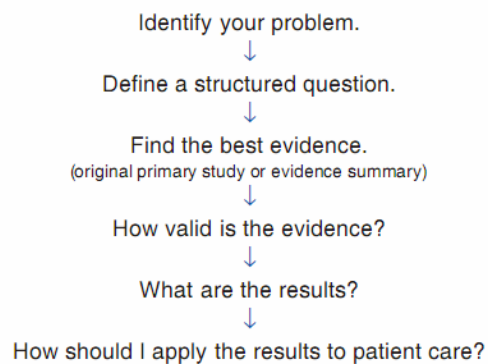 Identify your problem.
↓
Define a structured question.
↓
Find the best evidence.
(original primary study or evidence summary)
↓
How valid is the evidence?
↓
What are the results?
↓
How should I apply the results to patient care?